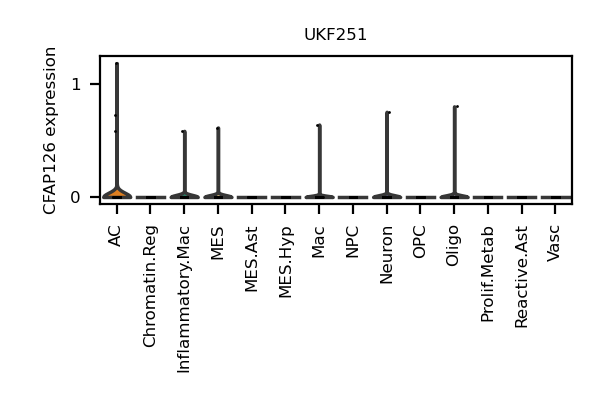 UKF251
CFAP126 expression
1
0
AC
Chromatin.Reg
Inflammatory.Mac
MES
MES.Ast
MES.Hyp
Mac
NPC
Neuron
OPC
Oligo
Prolif.Metab
Reactive.Ast
Vasc